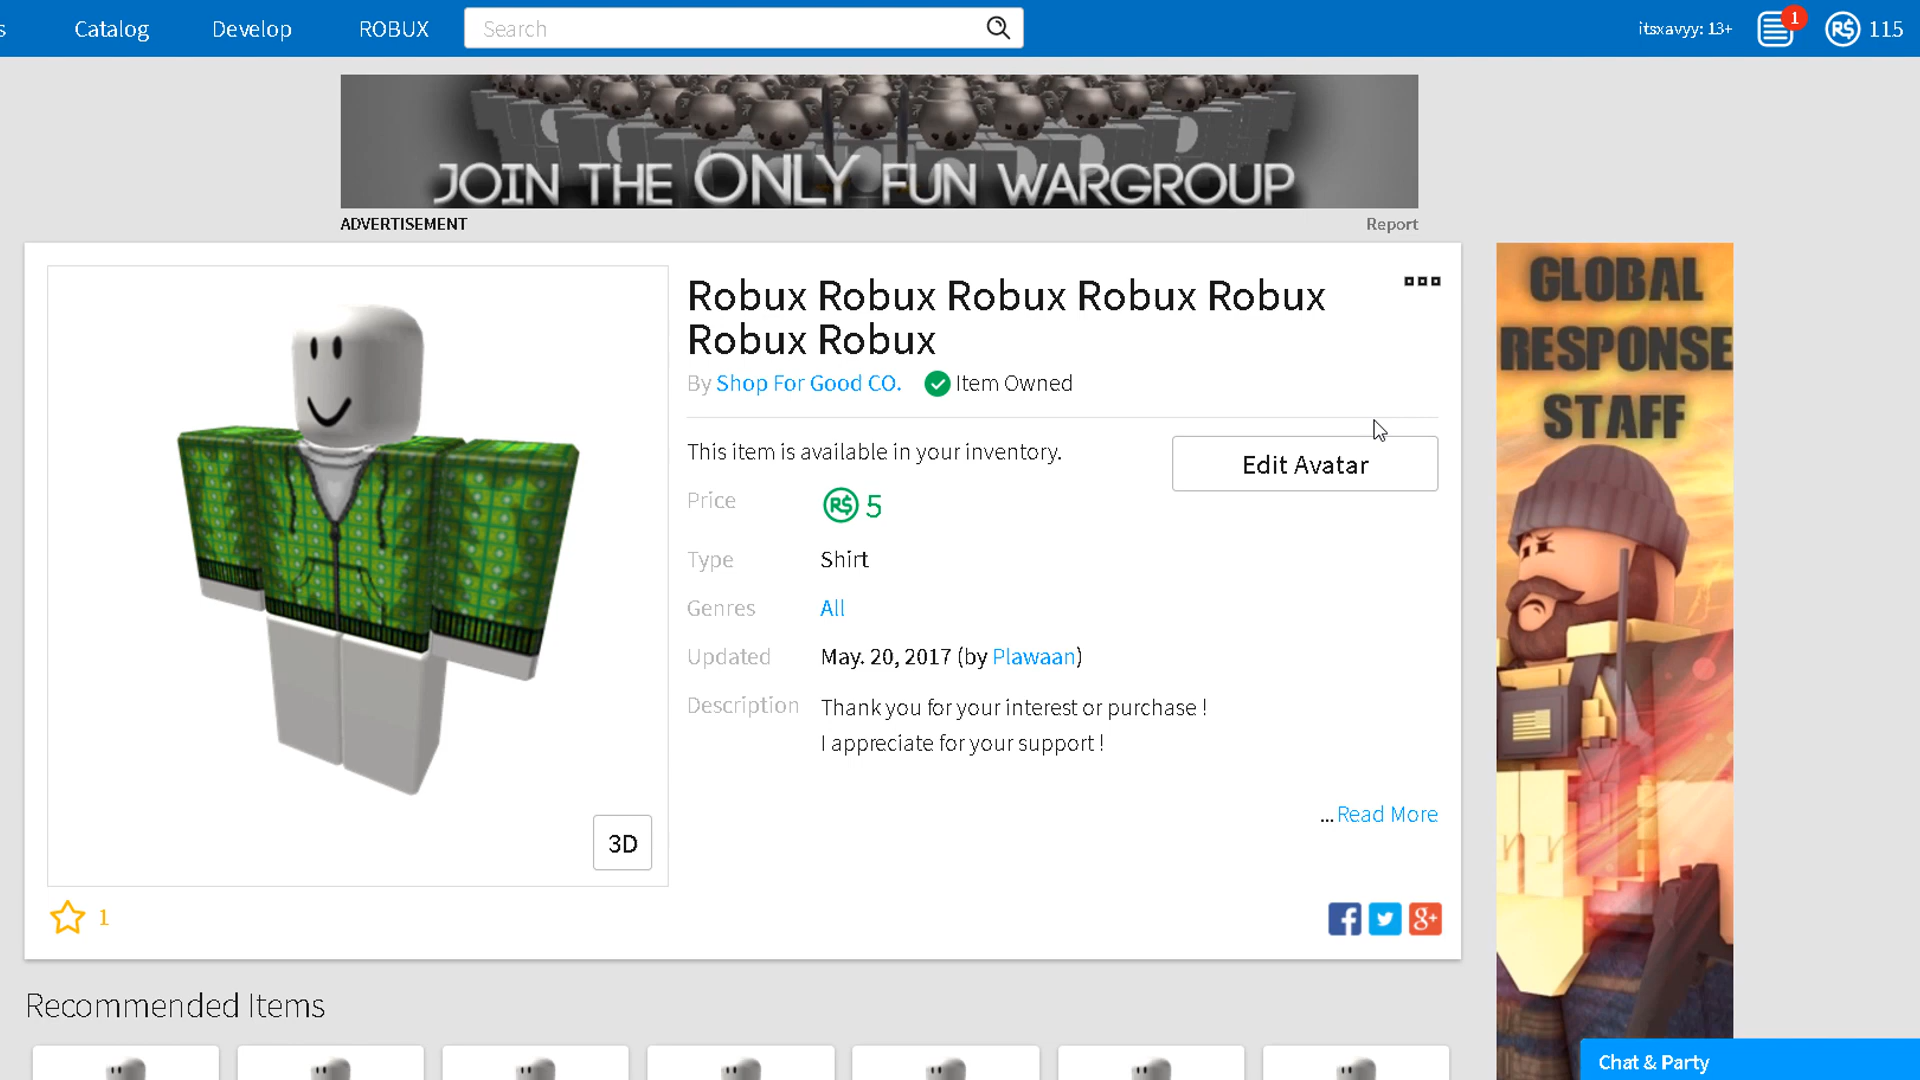 s Catalog Develop ROBUX Search itsxavyy: 13+ 1 R$ 115
JOIN THE ONLY FUN WARGROUP
ADVERTISEMENT Report
Robux Robux Robux Robux Robux
Robux Robux
By Shop For Good CO. Item Owned
This item is available in your inventory.
Edit Avatar
Price R$ 5
Type Shirt
Genres All
Updated May. 20, 2017 (by Plawaan)
Description Thank you for your interest or purchase !
I appreciate for your support !
...Read More
3D
1
f g+
GLOBAL
RESPONSE
STAFF
Recommended Items
Chat & Party